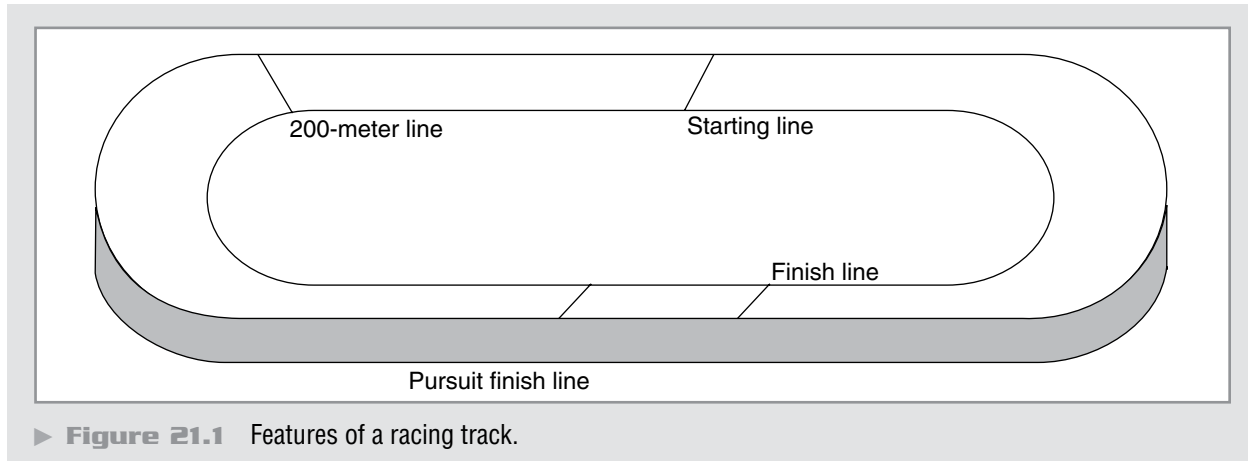 200-meter line
Starting line
Finish line
Pursuit finish line
▶ Figure 21.1 Features of a racing track.